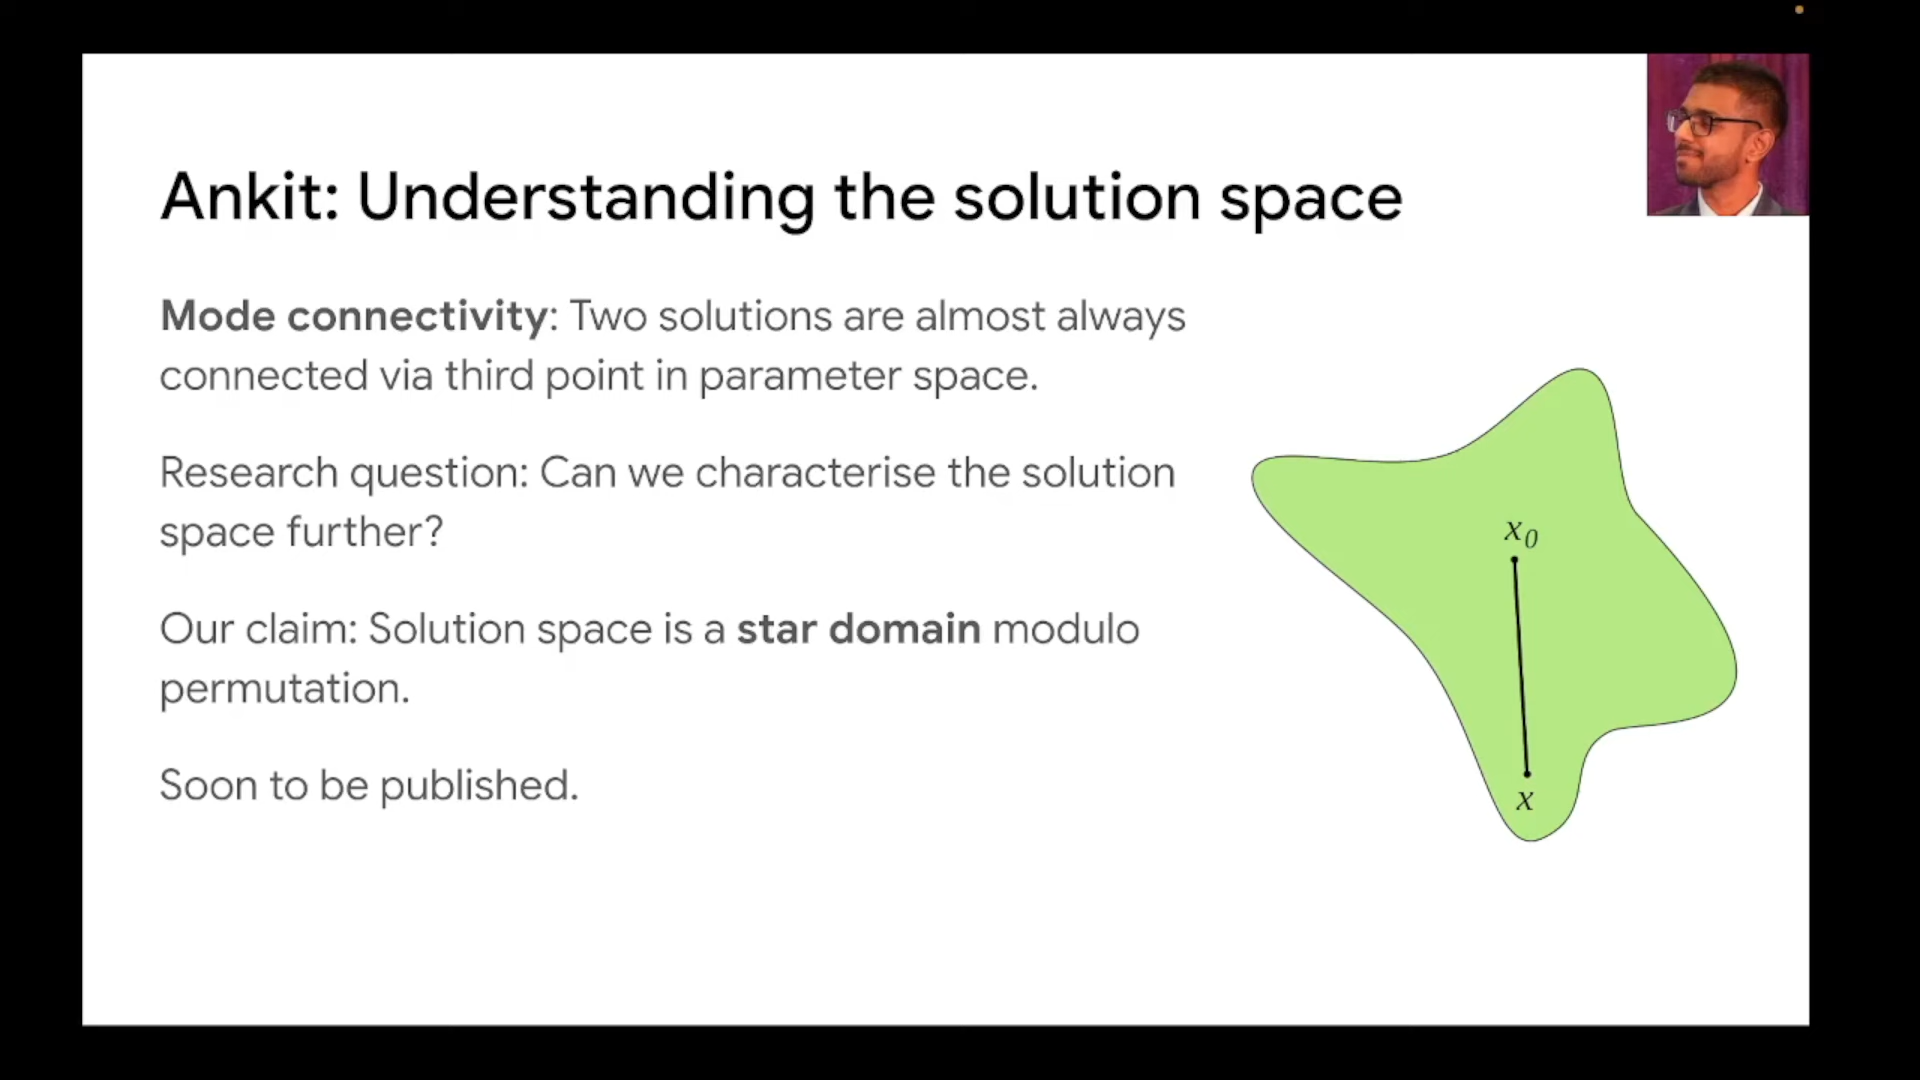 Ankit: Understanding the solution space
Mode connectivity: Two solutions are almost always
connected via third point in parameter space.
Research question: Can we characterise the solution
space further?
Our claim: Solution space is a star domain modulo
permutation.
Soon to be published.
x₀
x